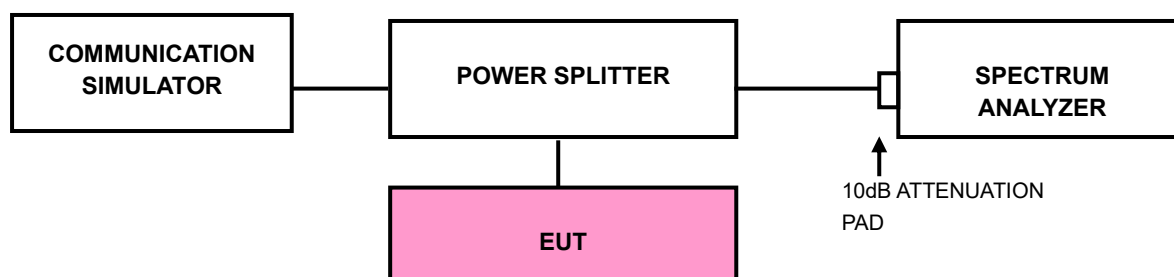 COMMUNICATION
SIMULATOR
POWER SPLITTER
SPECTRUM
ANALYZER
10dB ATTENUATION
PAD
EUT